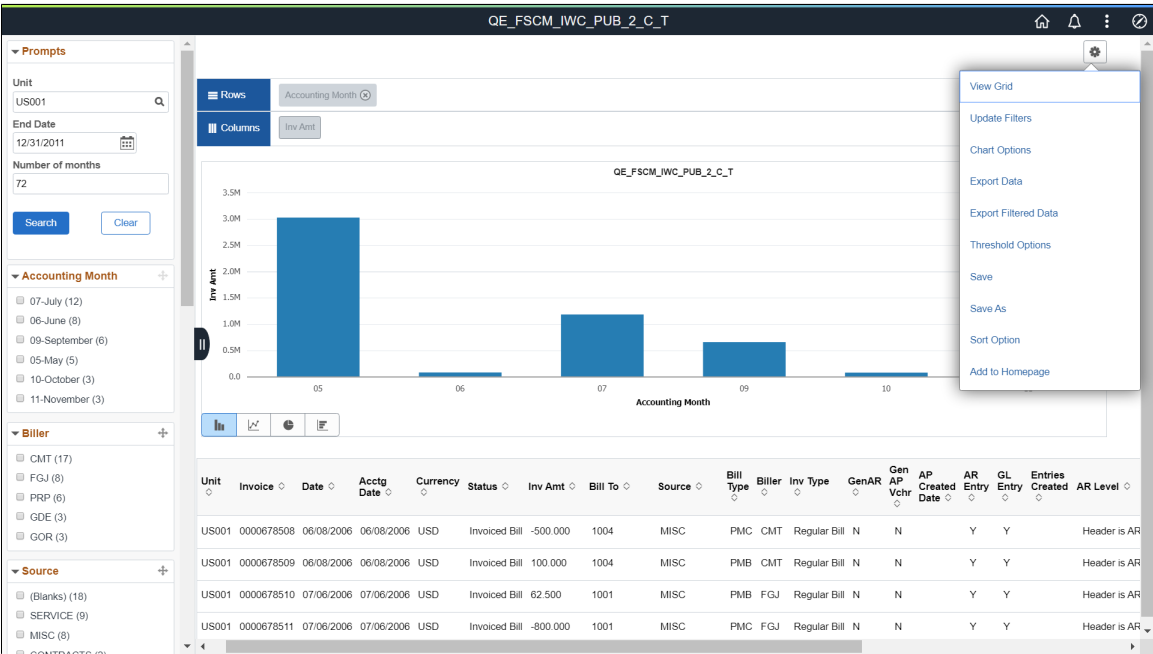 QE_FSCM_IWC_PUB_2_C_T
Prompts
Unit
US001
End Date
12/31/2011
Number of months
72
Search
Clear
Accounting Month
07-July (12)
06-June (8)
09-September (6)
05-May (5)
10-October (3)
11-November (3)
Biller
CMT (17)
FGJ (8)
PRP (6)
GDE (3)
GOR (3)
Source
(Blanks) (18)
SERVICE (9)
MISC (8)
Rows
Accounting Month
Columns
Inv Amt
QE_FSCM_IWC_PUB_2_C_T
3.5M
3.0M
2.5M
2.0M
1.5M
1.0M
0.5M
0.0
Inv Amt
05 06 07 09 10
Accounting Month
View Grid
Update Filters
Chart Options
Export Data
Export Filtered Data
Threshold Options
Save
Save As
Sort Option
Add to Homepage
Unit Invoice Date Acctg Date Currency Status Inv Amt Bill To Source Bill Type Biller Inv Type GenAR Gen AP Vchr AP Created Date AR Entry GL Entry Entries Created AR Level
US001 0000678508 06/08/2006 06/08/2006 USD Invoiced Bill -500.000 1004 MISC PMC CMT Regular Bill N N Y Y Header is AR
US001 0000678509 06/08/2006 06/08/2006 USD Invoiced Bill 100.000 1004 MISC PMB CMT Regular Bill N N Y Y Header is AR
US001 0000678510 07/06/2006 07/06/2006 USD Invoiced Bill 62.500 1001 MISC PMB FGJ Regular Bill N N Y Y Header is AR
US001 0000678511 07/06/2006 07/06/2006 USD Invoiced Bill -800.000 1001 MISC PMC FGJ Regular Bill N N Y Y Header is AR